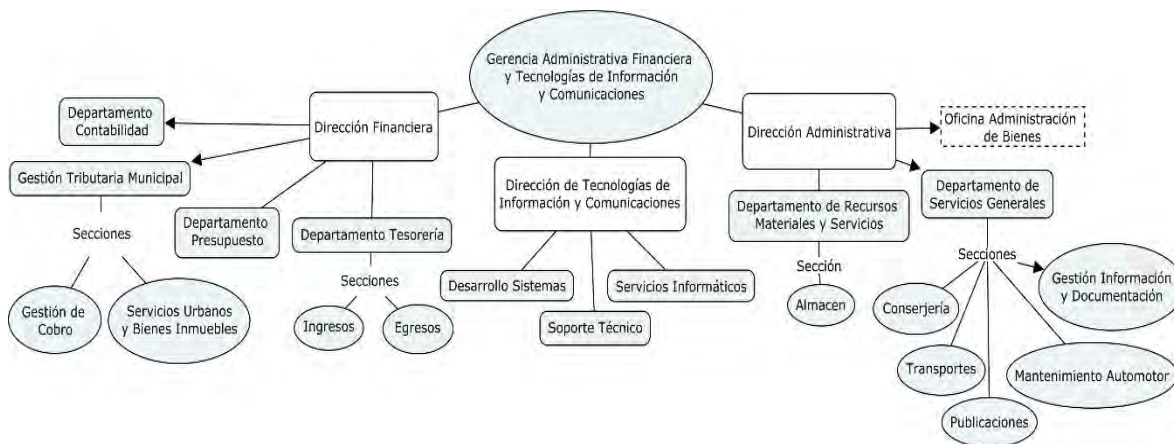 Gerencia Administrativa Financiera
y Tecnologías de Información
y Comunicaciones
Departamento
Contabilidad
Dirección Financiera
Dirección Administrativa
Oficina Administración
de Bienes
Gestión Tributaria Municipal
Dirección de Tecnologías de
Información y Comunicaciones
Departamento de
Servicios Generales
Departamento
Presupuesto
Departamento Tesorería
Departamento de Recursos
Materiales y Servicios
Secciones
Secciones
Sección
Secciones
Gestión de
Cobro
Servicios Urbanos
y Bienes Inmuebles
Ingresos
Egresos
Desarrollo Sistemas
Soporte Técnico
Servicios Informáticos
Almacen
Conserjería
Gestión Información
y Documentación
Transportes
Mantenimiento Automotor
Publicaciones